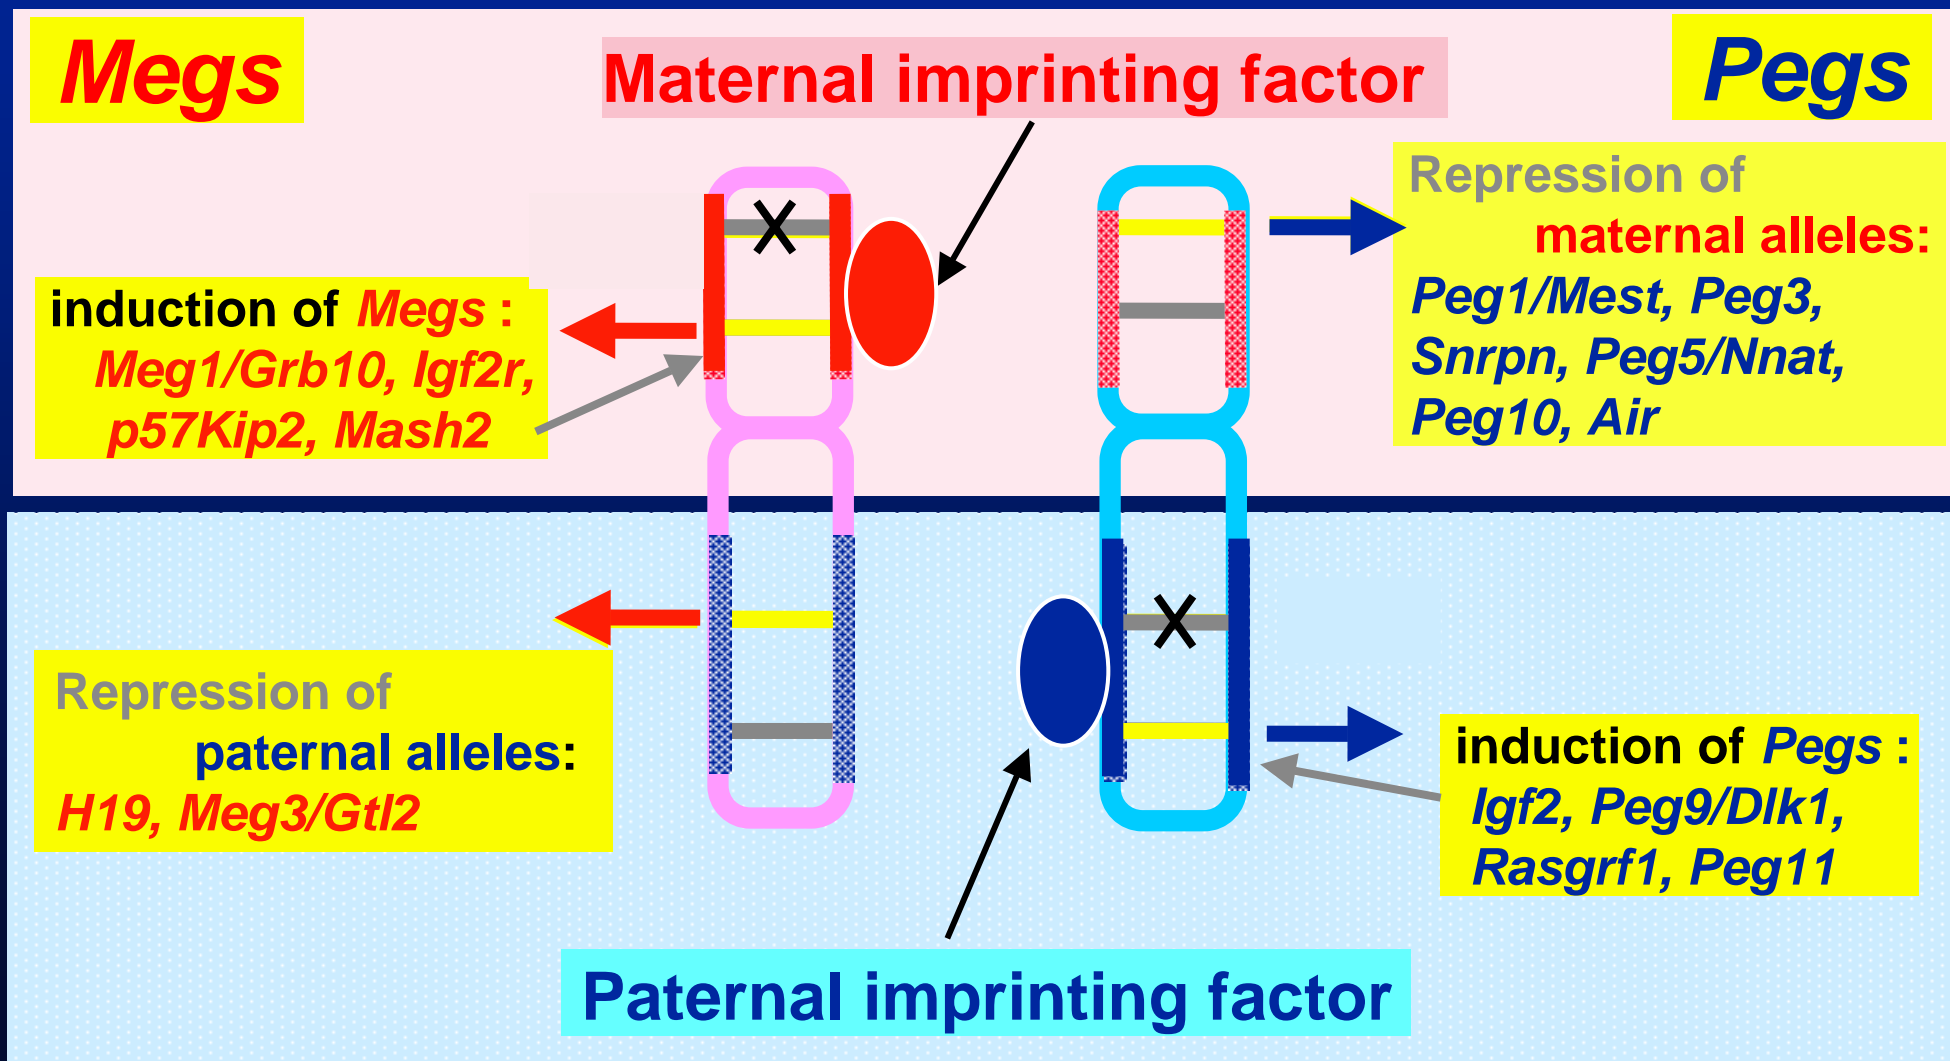 Megs
Maternal imprinting factor
Pegs
Repression of
maternal alleles:
Peg1/Mest, Peg3,
Snrpn, Peg5/Nnat,
Peg10, Air
induction of Megs :
Meg1/Grb10, Igf2r,
p57Kip2, Mash2
Repression of
paternal alleles:
H19, Meg3/Gtl2
induction of Pegs :
Igf2, Peg9/Dlk1,
Rasgrf1, Peg11
Paternal imprinting factor